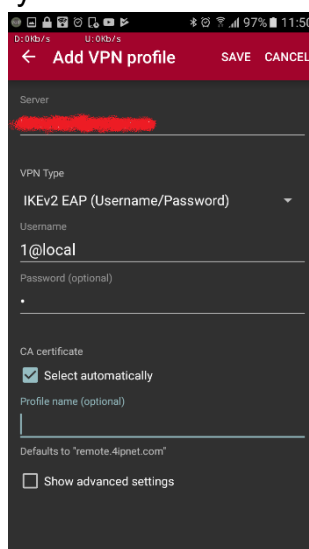 97% 11:50
D:0Kb/s U:0Kb/s
← Add VPN profile SAVE CANCEL
Server
VPN Type
IKEv2 EAP (Username/Password)
Username
1@local
Password (optional)
•
CA certificate
Select automatically
Profile name (optional)
Defaults to "remote.4ipnet.com"
Show advanced settings